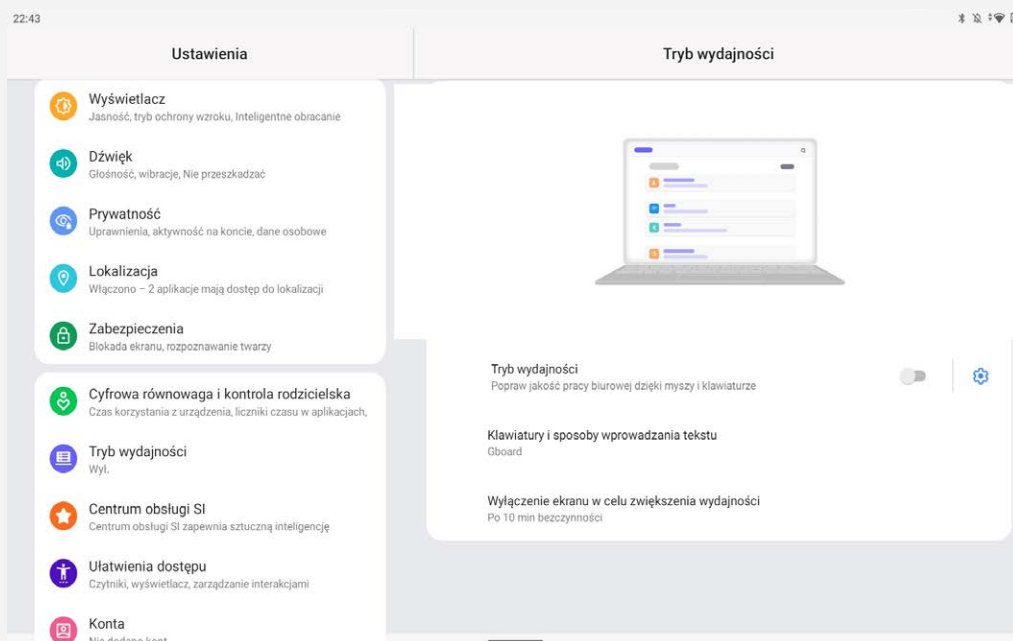 22:43
Ustawienia
Wyświetlacz
Jasność, tryb ochrony wzroku, Inteligentne obracanie
Dźwięk
Głośność, wibracje, Nie przeszkadzać
Prywatność
Uprawnienia, aktywność na koncie, dane osobowe
Lokalizacja
Włączono – 2 aplikacje mają dostęp do lokalizacji
Zabezpieczenia
Blokada ekranu, rozpoznawanie twarzy
Cyfrowa równowaga i kontrola rodzicielska
Czas korzystania z urządzenia, liczniki czasu w aplikacjach,
Tryb wydajności
Wył.
Centrum obsługi SI
Centrum obsługi SI zapewnia sztuczną inteligencję
Ułatwienia dostępu
Czytniki, wyświetlacz, zarządzanie interakcjami
Konta
Nie dodano kont
Tryb wydajności
Tryb wydajności
Popraw jakość pracy biurowej dzięki myszy i klawiaturze
Klawiatury i sposoby wprowadzania tekstu
Gboard
Wyłączenie ekranu w celu zwiększenia wydajności
Po 10 min bezczynności